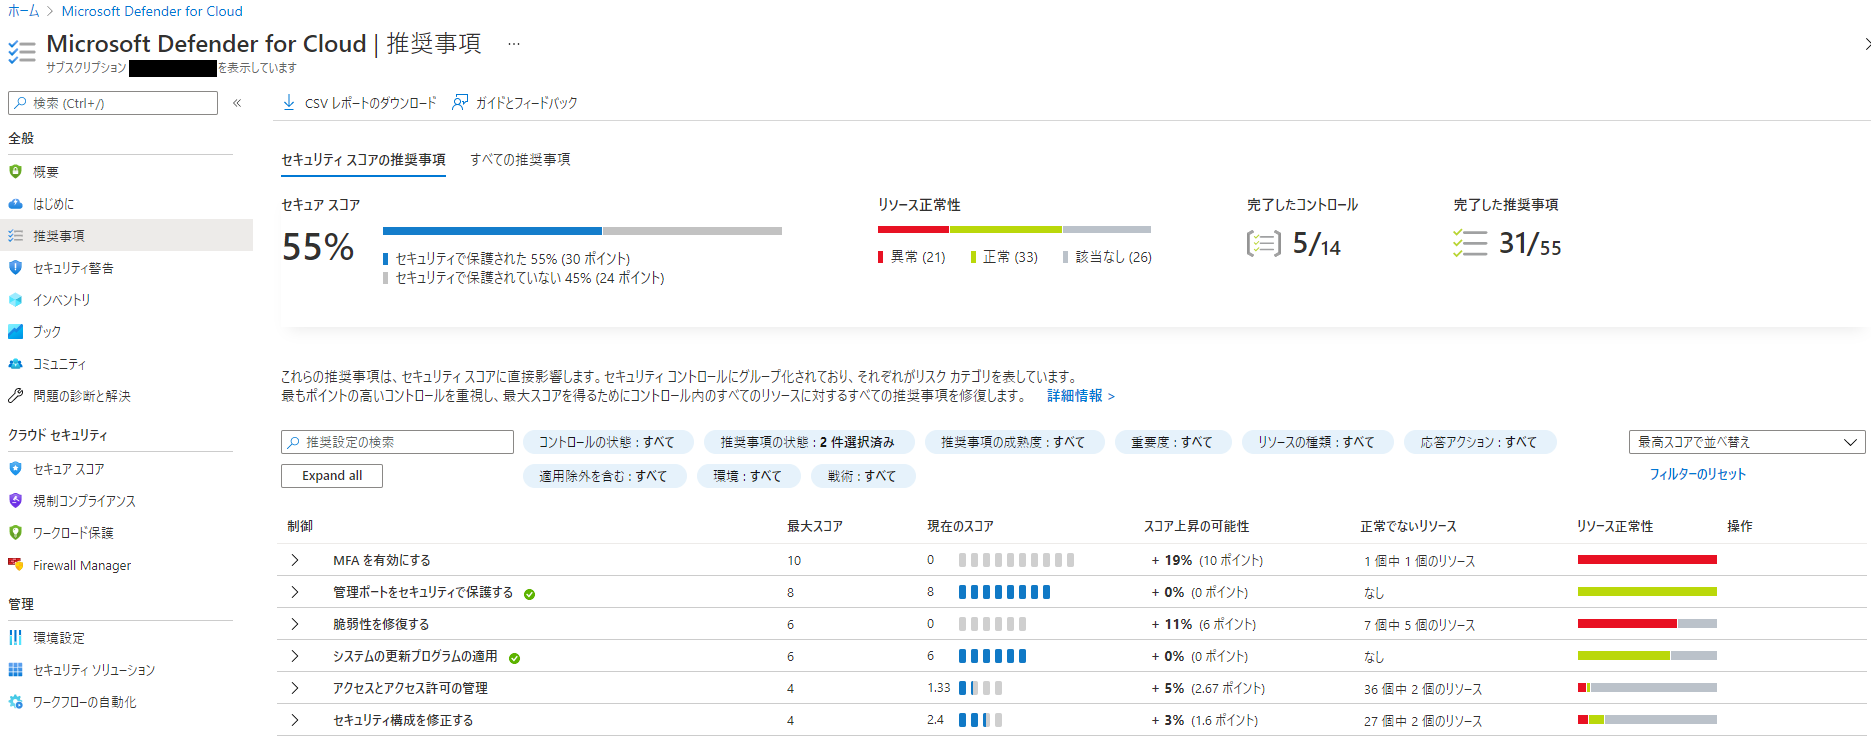 ホーム > Microsoft Defender for Cloud
Microsoft Defender for Cloud | 推奨事項 …
サブスクリプション を表示しています
検索 (Ctrl+/) «
全般
概要
はじめに
推奨事項
セキュリティ警告
インベントリ
ブック
コミュニティ
問題の診断と解決
クラウド セキュリティ
セキュア スコア
規制コンプライアンス
ワークロード保護
Firewall Manager
管理
環境設定
セキュリティ ソリューション
ワークフローの自動化
CSV レポートのダウンロード ガイドとフィードバック
セキュリティ スコアの推奨事項 すべての推奨事項
セキュア スコア
55%
セキュリティで保護された 55% (30 ポイント)
セキュリティで保護されていない 45% (24 ポイント)
リソース正常性
異常 (21) 正常 (33) 該当なし (26)
完了したコントロール
5/14
完了した推奨事項
31/55
これらの推奨事項は、セキュリティ スコアに直接影響します。セキュリティ コントロールにグループ化されており、それぞれがリスク カテゴリを表しています。
最もポイントの高いコントロールを重視し、最大スコアを得るためにコントロール内のすべてのリソースに対するすべての推奨事項を修復します。 詳細情報 >
推奨設定の検索 コントロールの状態 : すべて 推奨事項の状態 : 2 件選択済み 推奨事項の成熟度 : すべて 重要度 : すべて リソースの種類 : すべて 応答アクション : すべて 最高スコアで並べ替え
Expand all 適用除外を含む : すべて 環境 : すべて 戦術 : すべて フィルターのリセット
制御 最大スコア 現在のスコア スコア上昇の可能性 正常でないリソース リソース正常性 操作
MFA を有効にする 10 0 + 19% (10 ポイント) 1 個中 1 個のリソース
管理ポートをセキュリティで保護する 8 8 + 0% (0 ポイント) なし
脆弱性を修復する 6 0 + 11% (6 ポイント) 7 個中 5 個のリソース
システムの更新プログラムの適用 6 6 + 0% (0 ポイント) なし
アクセスとアクセス許可の管理 4 1.33 + 5% (2.67 ポイント) 36 個中 2 個のリソース
セキュリティ構成を修正する 4 2.4 + 3% (1.6 ポイント) 27 個中 2 個のリソース